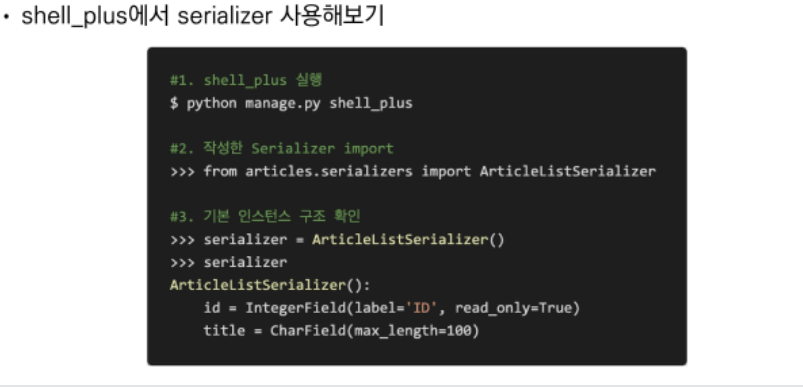 • shell_plus에서 serializer 사용해보기
#1. shell_plus 실행
$ python manage.py shell_plus
#2. 작성한 Serializer import
>>> from articles.serializers import ArticleListSerializer
#3. 기본 인스턴스 구조 확인
>>> serializer = ArticleListSerializer()
>>> serializer
ArticleListSerializer():
    id = IntegerField(label='ID', read_only=True)
    title = CharField(max_length=100)